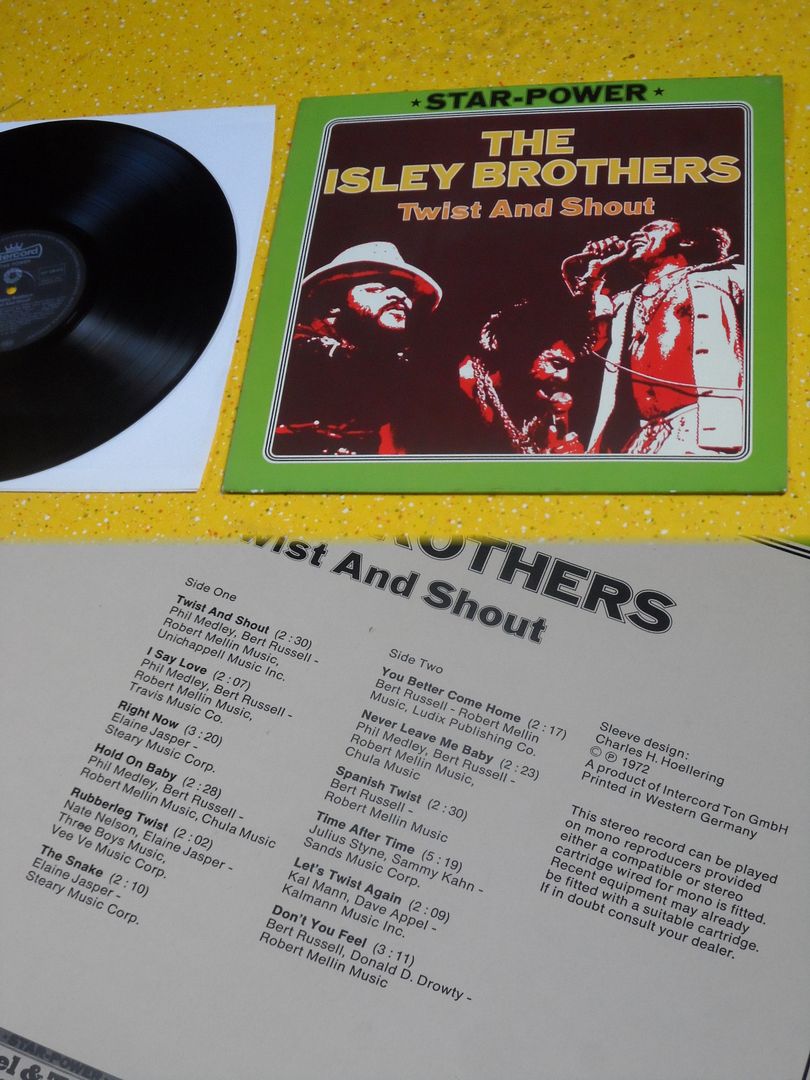 ★ STAR-POWER ★
THE
ISLEY BROTHERS
Twist And Shout
tercord
BROTHERS
wist And Shout
Side One
Twist And Shout (2:30)
Phil Medley, Bert Russell -
Robert Mellin Music,
Unichappell Music Inc.
I Say Love (2:07)
Phil Medley, Bert Russell -
Robert Mellin Music,
Travis Music Co.
Right Now (3:20)
Elaine Jasper -
Steary Music Corp.
Hold On Baby (2:28)
Phil Medley, Bert Russell -
Robert Mellin Music, Chula Music
Rubberleg Twist (2:02)
Nate Nelson, Elaine Jasper -
Three Boys Music,
Vee Ve Music Corp.
The Snake (2:10)
Elaine Jasper -
Steary Music Corp.
Side Two
You Better Come Home (2:17)
Bert Russell - Robert Mellin
Music, Ludix Publishing Co.
Never Leave Me Baby (2:23)
Phil Medley, Bert Russell -
Robert Mellin Music,
Chula Music
Spanish Twist (2:30)
Bert Russell -
Robert Mellin Music
Time After Time (5:19)
Julius Styne, Sammy Kahn -
Sands Music Corp.
Let's Twist Again (2:09)
Kal Mann, Dave Appel -
Kalmann Music Inc.
Don't You Feel (3:11)
Bert Russell, Donald D. Drowty -
Robert Mellin Music
Sleeve design:
Charles H. Hoellering
© ℗ 1972
A product of Intercord Ton GmbH
Printed in Western Germany
This stereo record can be played
on mono reproducers provided
either a compatible or stereo
cartridge wired for mono is fitted.
Recent equipment may already
be fitted with a suitable cartridge.
If in doubt consult your dealer.
STAR-POWER
el &